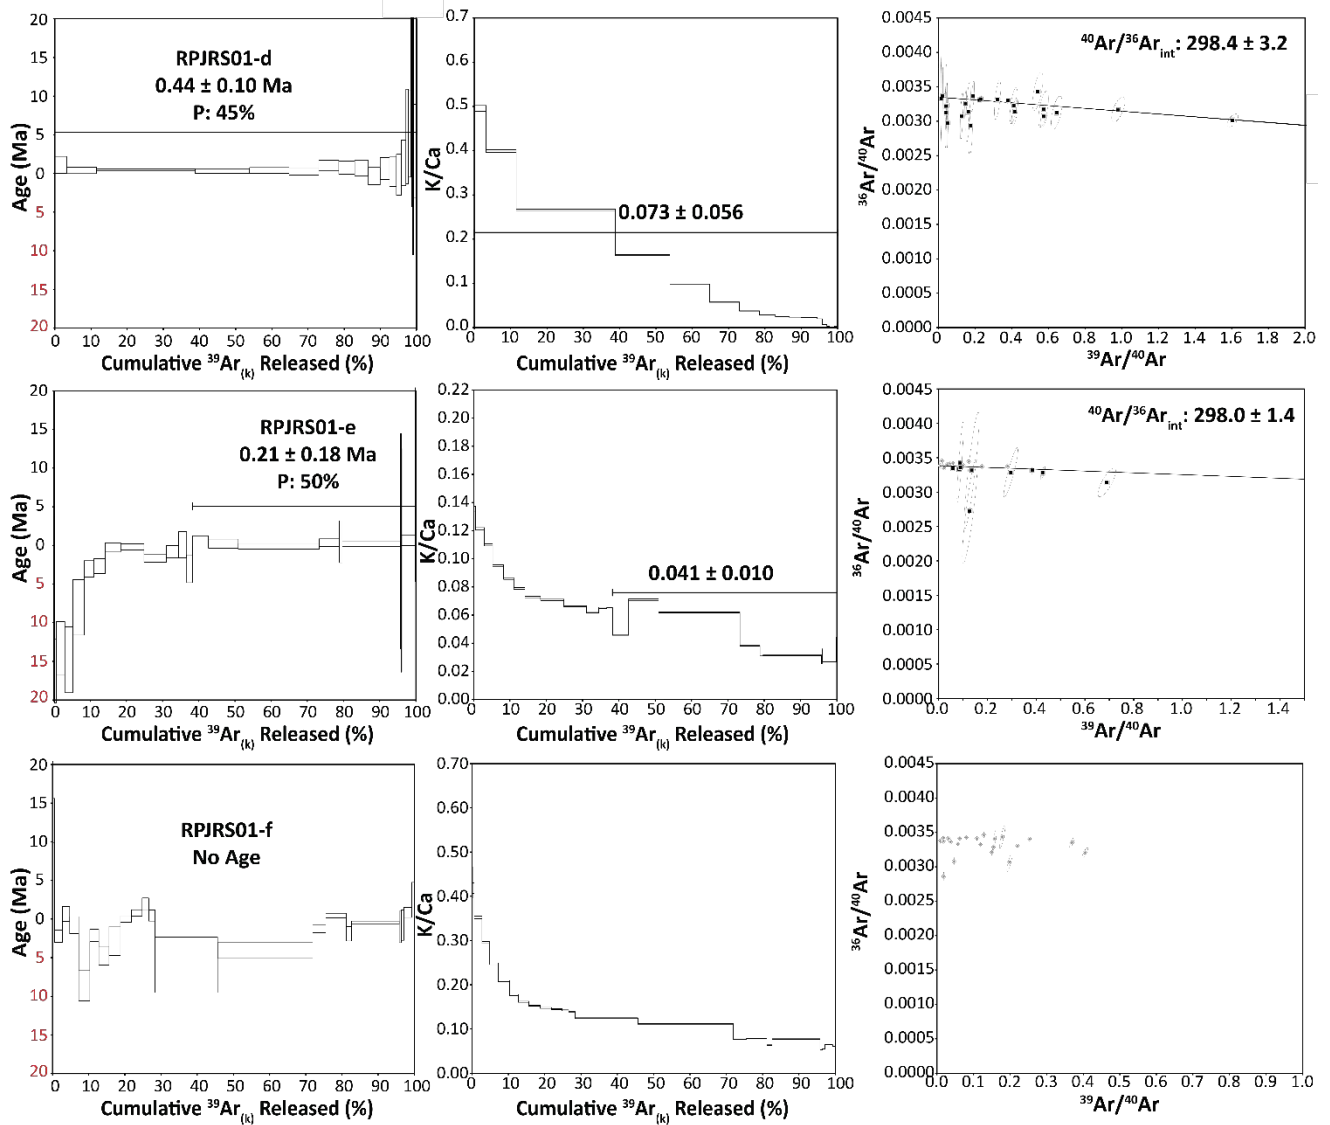 20
15
10
5
0
5
10
15
20
Age (Ma)
RPJRS01-d
0.44 ± 0.10 Ma
P: 45%
0 10 20 30 40 50 60 70 80 90 100
Cumulative ³⁹Ar₍ₖ₎ Released (%)
0.7
0.6
0.5
0.4
0.3
0.2
0.1
0.0
K/Ca
0.073 ± 0.056
0 10 20 30 40 50 60 70 80 90 100
Cumulative ³⁹Ar₍ₖ₎ Released (%)
0.0045
0.0040
0.0035
0.0030
0.0025
0.0020
0.0015
0.0010
0.0005
0.0000
³⁶Ar/⁴⁰Ar
⁴⁰Ar/³⁶Ar_int: 298.4 ± 3.2
0.0 0.2 0.4 0.6 0.8 1.0 1.2 1.4 1.6 1.8 2.0
³⁹Ar/⁴⁰Ar
20
15
10
5
0
5
10
15
20
Age (Ma)
RPJRS01-e
0.21 ± 0.18 Ma
P: 50%
0 10 20 30 40 50 60 70 80 90 100
Cumulative ³⁹Ar₍ₖ₎ Released (%)
0.22
0.20
0.18
0.16
0.14
0.12
0.10
0.08
0.06
0.04
0.02
0.00
K/Ca
0.041 ± 0.010
0 10 20 30 40 50 60 70 80 90 100
Cumulative ³⁹Ar₍ₖ₎ Released (%)
0.0045
0.0040
0.0035
0.0030
0.0025
0.0020
0.0015
0.0010
0.0005
0.0000
³⁶Ar/⁴⁰Ar
⁴⁰Ar/³⁶Ar_int: 298.0 ± 1.4
0.0 0.2 0.4 0.6 0.8 1.0 1.2 1.4
³⁹Ar/⁴⁰Ar
20
15
10
5
0
5
10
15
20
Age (Ma)
RPJRS01-f
No Age
0 10 20 30 40 50 60 70 80 90 100
Cumulative ³⁹Ar₍ₖ₎ Released (%)
0.70
0.60
0.50
0.40
0.30
0.20
0.10
0.00
K/Ca
0 10 20 30 40 50 60 70 80 90 100
Cumulative ³⁹Ar₍ₖ₎ Released (%)
0.0045
0.0040
0.0035
0.0030
0.0025
0.0020
0.0015
0.0010
0.0005
0.0000
³⁶Ar/⁴⁰Ar
0.0 0.1 0.2 0.3 0.4 0.5 0.6 0.7 0.8 0.9 1.0
³⁹Ar/⁴⁰Ar